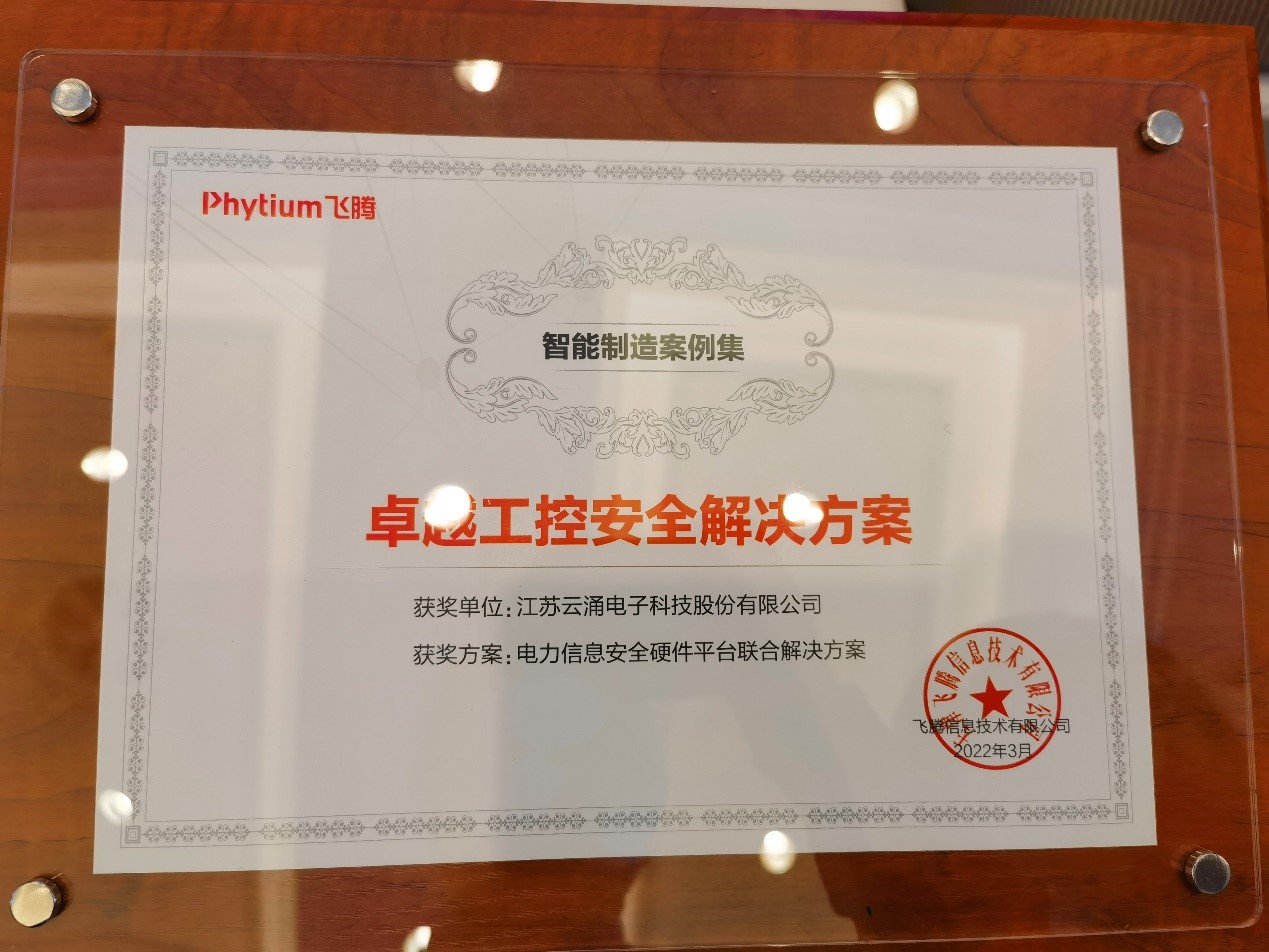 Phytium飞腾
智能制造案例集
卓越工控安全解决方案
获奖单位:江苏云涌电子科技股份有限公司
获奖方案:电力信息安全硬件平台联合解决方案
飞腾信息技术有限公司
飞腾信息技术有限公司
2022年3月